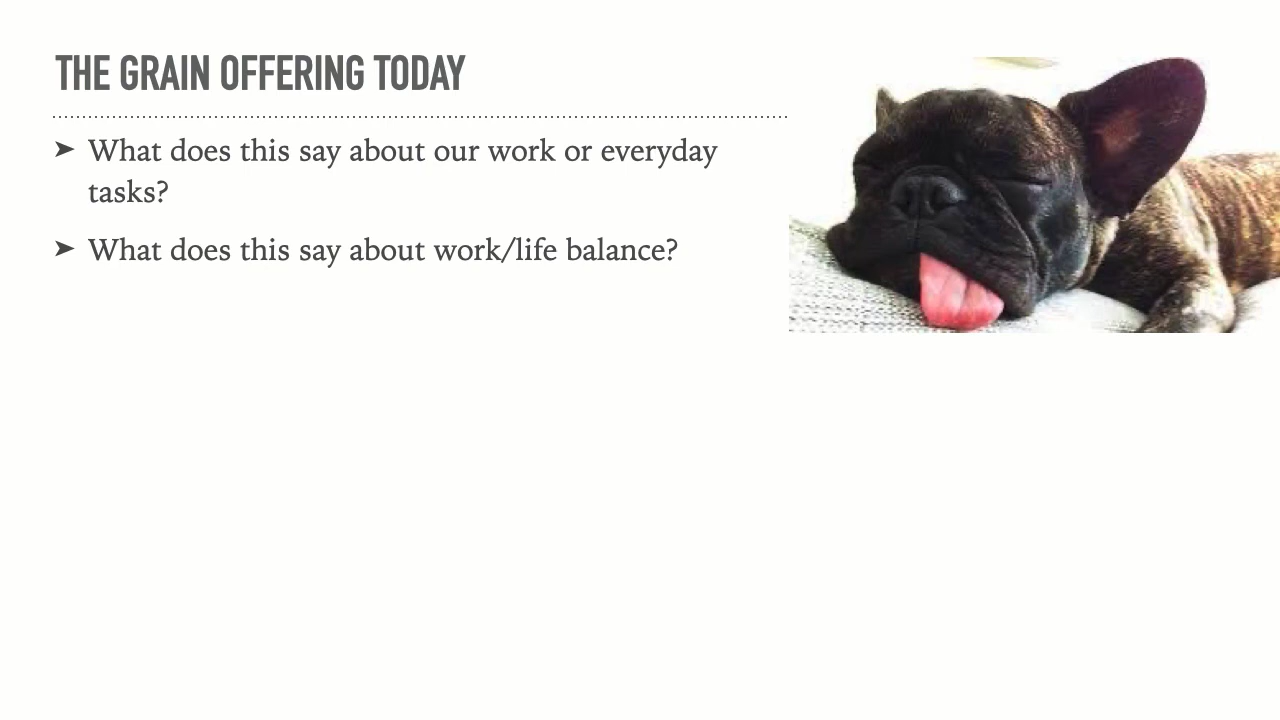 THE GRAIN OFFERING TODAY
➤ What does this say about our work or everyday
tasks?
➤ What does this say about work/life balance?